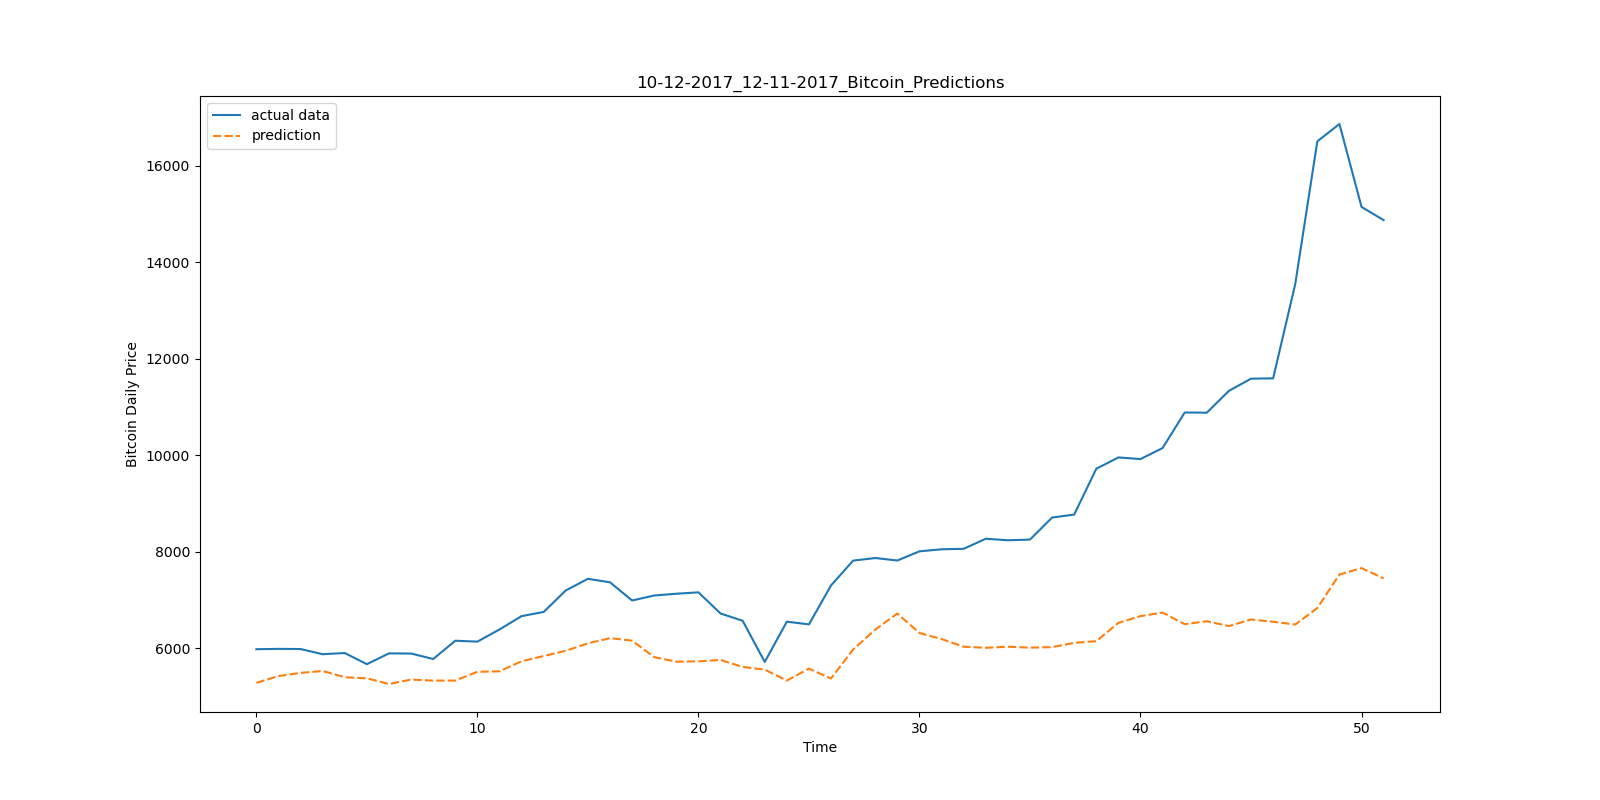 10-12-2017_12-11-2017_Bitcoin_Predictions
actual data
prediction
16000
14000
12000
10000
8000
6000
Bitcoin Daily Price
0 10 20 30 40 50
Time